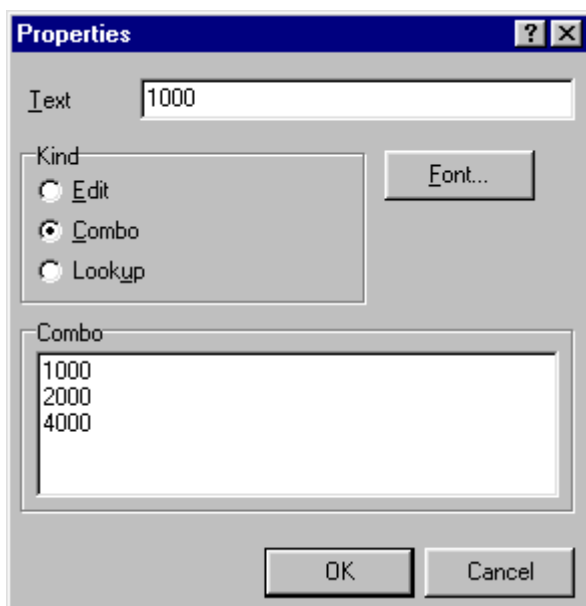 Properties
Text 1000
Kind
Edit
Font...
Combo
Lookup
Combo
1000
2000
4000
OK Cancel